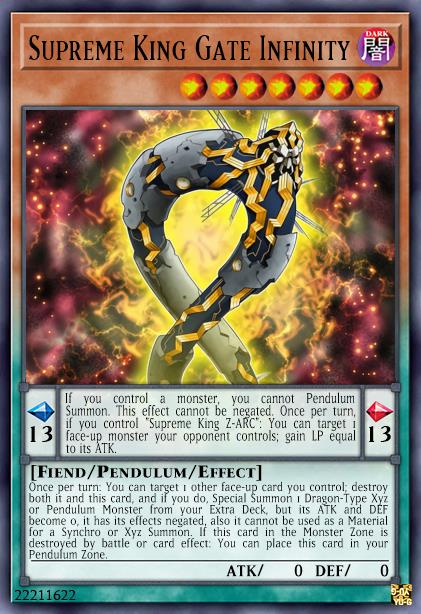 Supreme King Gate Infinity
DARK
闇
If you control a monster, you cannot Pendulum
Summon. This effect cannot be negated. Once per turn,
if you control "Supreme King Z-ARC": You can target 1
face-up monster your opponent controls; gain LP equal
to its ATK.
13
13
[Fiend/Pendulum/Effect]
Once per turn: You can target 1 other face-up card you control; destroy
both it and this card, and if you do, Special Summon 1 Dragon-Type Xyz
or Pendulum Monster from your Extra Deck, but its ATK and DEF
become 0, it has its effects negated, also it cannot be used as a Material
for a Synchro or Xyz Summon. If this card in the Monster Zone is
destroyed by battle or card effect: You can place this card in your
Pendulum Zone.
ATK/ 0 DEF/ 0
22211622